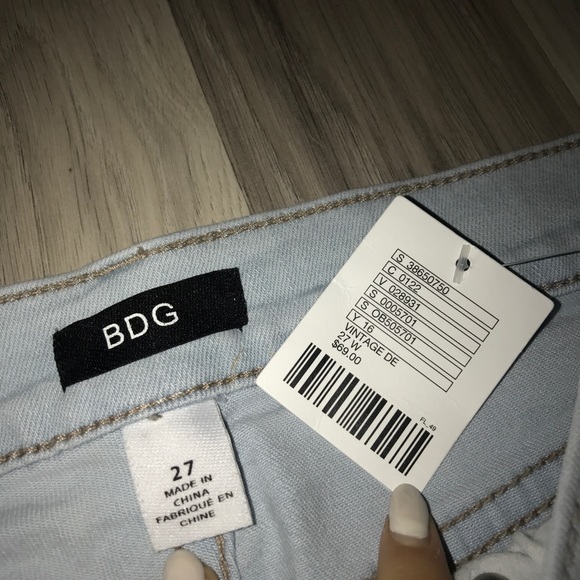 BDG
27
MADE IN
CHINA
FABRIQUÉ EN
CHINE
S 38650750
C 0122
V 028931
S 0005701
S OB505701
Y 16
VINTAGE DE
27 W
$69.00
FL.49